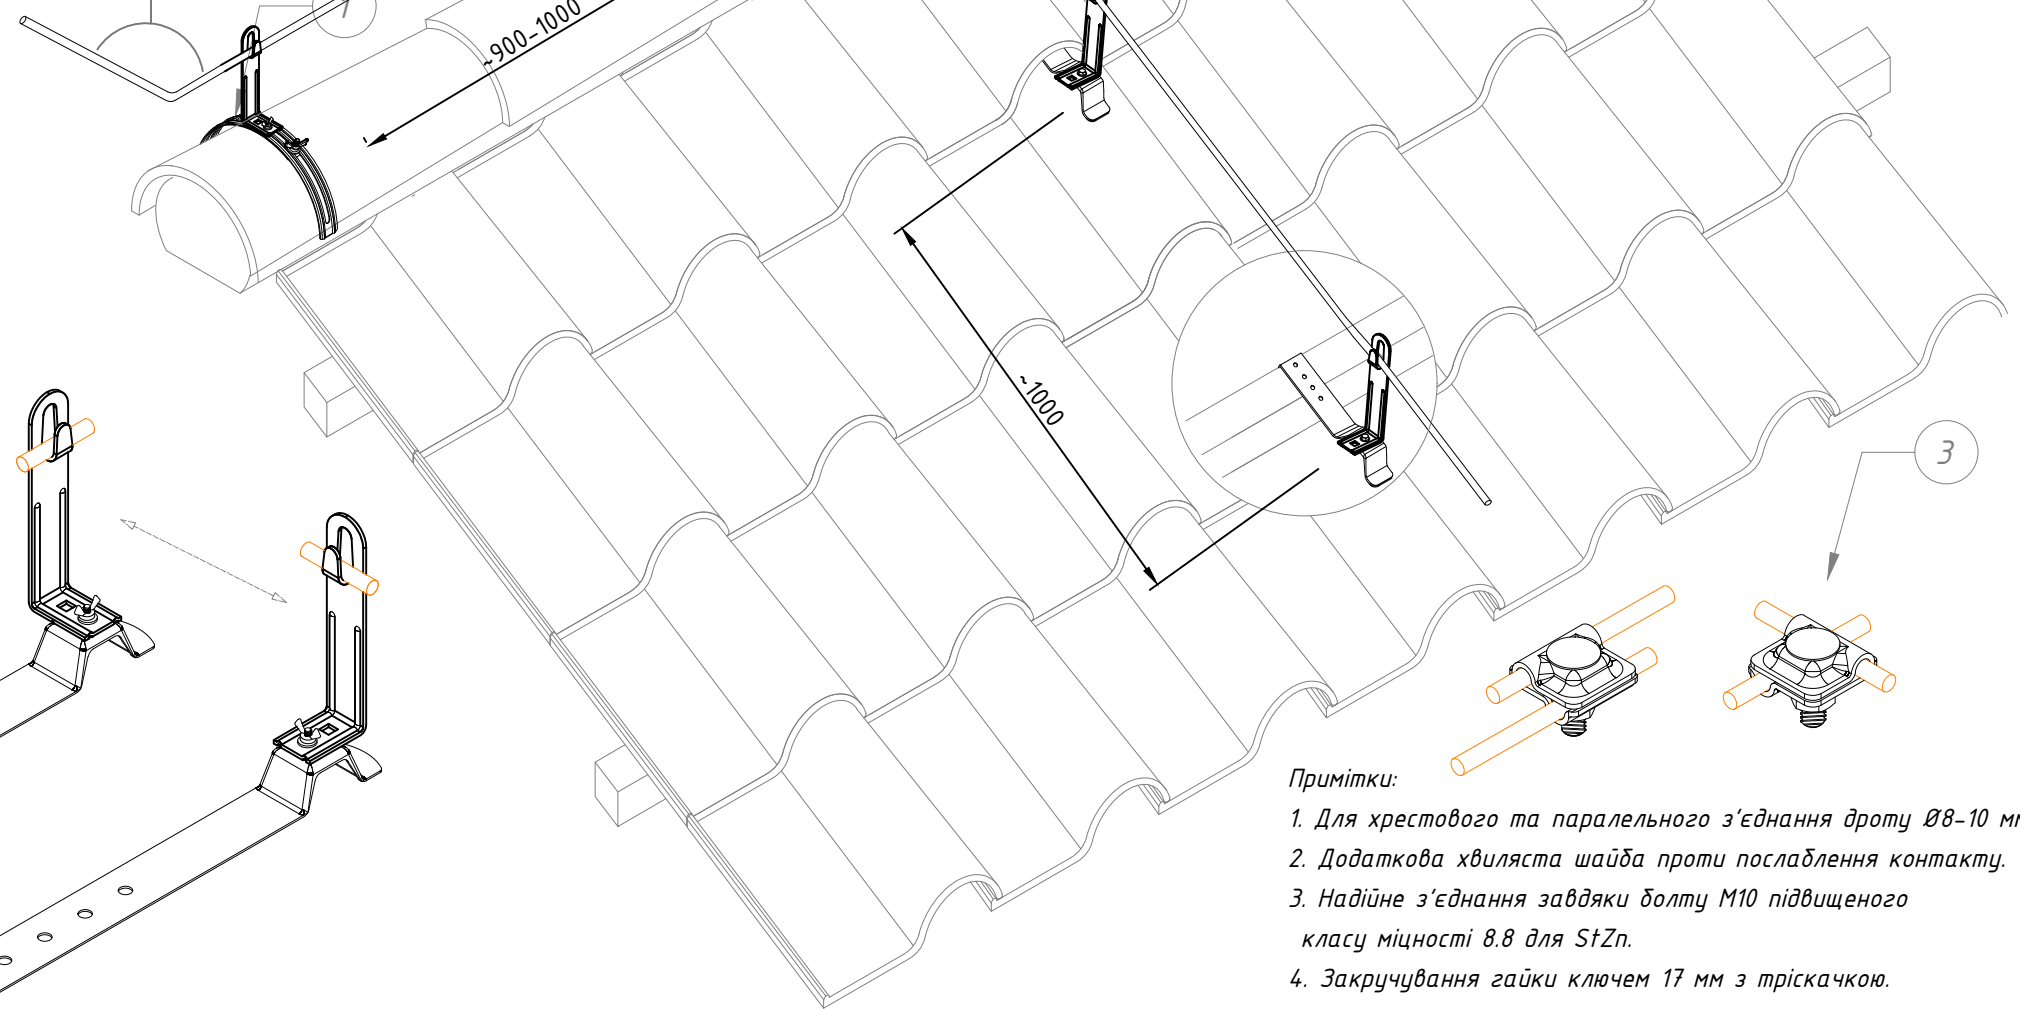 1
~900-1000
~1000
3
Примітки:
1. Для хрестового та паралельного з'єднання дроту Ø8-10 мм
2. Додаткова хвиляста шайба проти послаблення контакту.
3. Надійне з'єднання завдяки болту М10 підвищеного
класу міцності 8.8 для StZn.
4. Закручування гайки ключем 17 мм з тріскачкою.